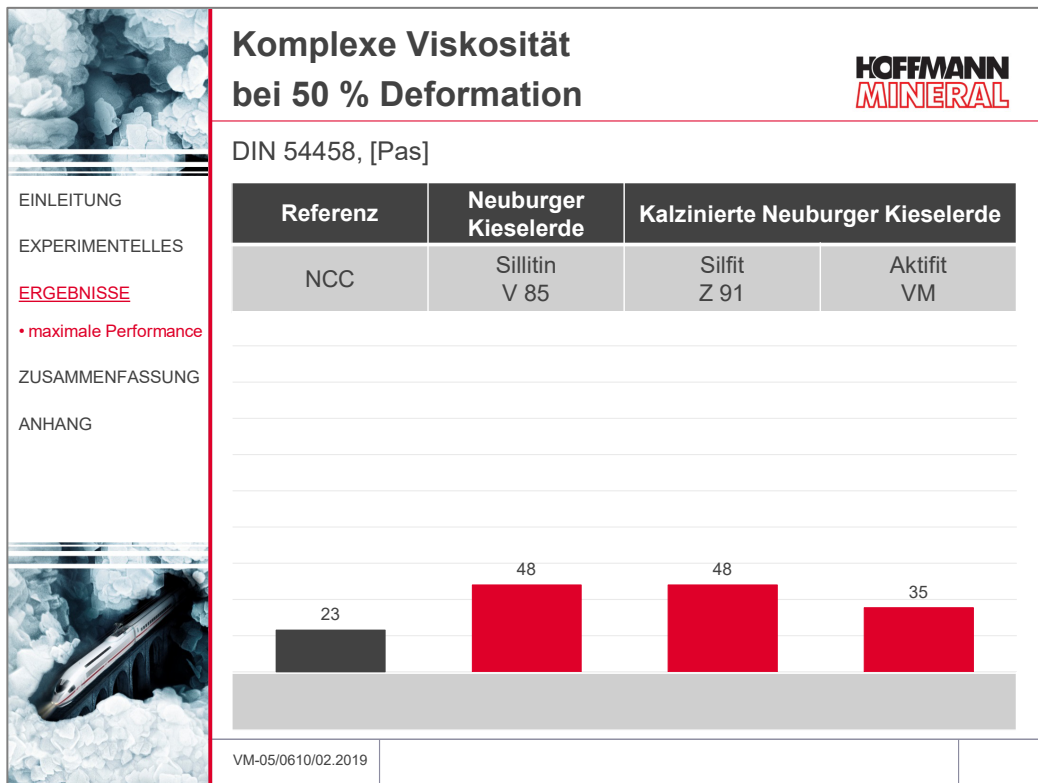 Komplexe Viskosität
bei 50 % Deformation
HOFFMANN
MINERAL
DIN 54458, [Pas]
EINLEITUNG
EXPERIMENTELLES
ERGEBNISSE
• maximale Performance
ZUSAMMENFASSUNG
ANHANG
Referenz
Neuburger
Kieselerde
Kalzinierte Neuburger Kieselerde
NCC
Sillitin
V 85
Silfit
Z 91
Aktifit
VM
23
48
48
35
VM-05/0610/02.2019